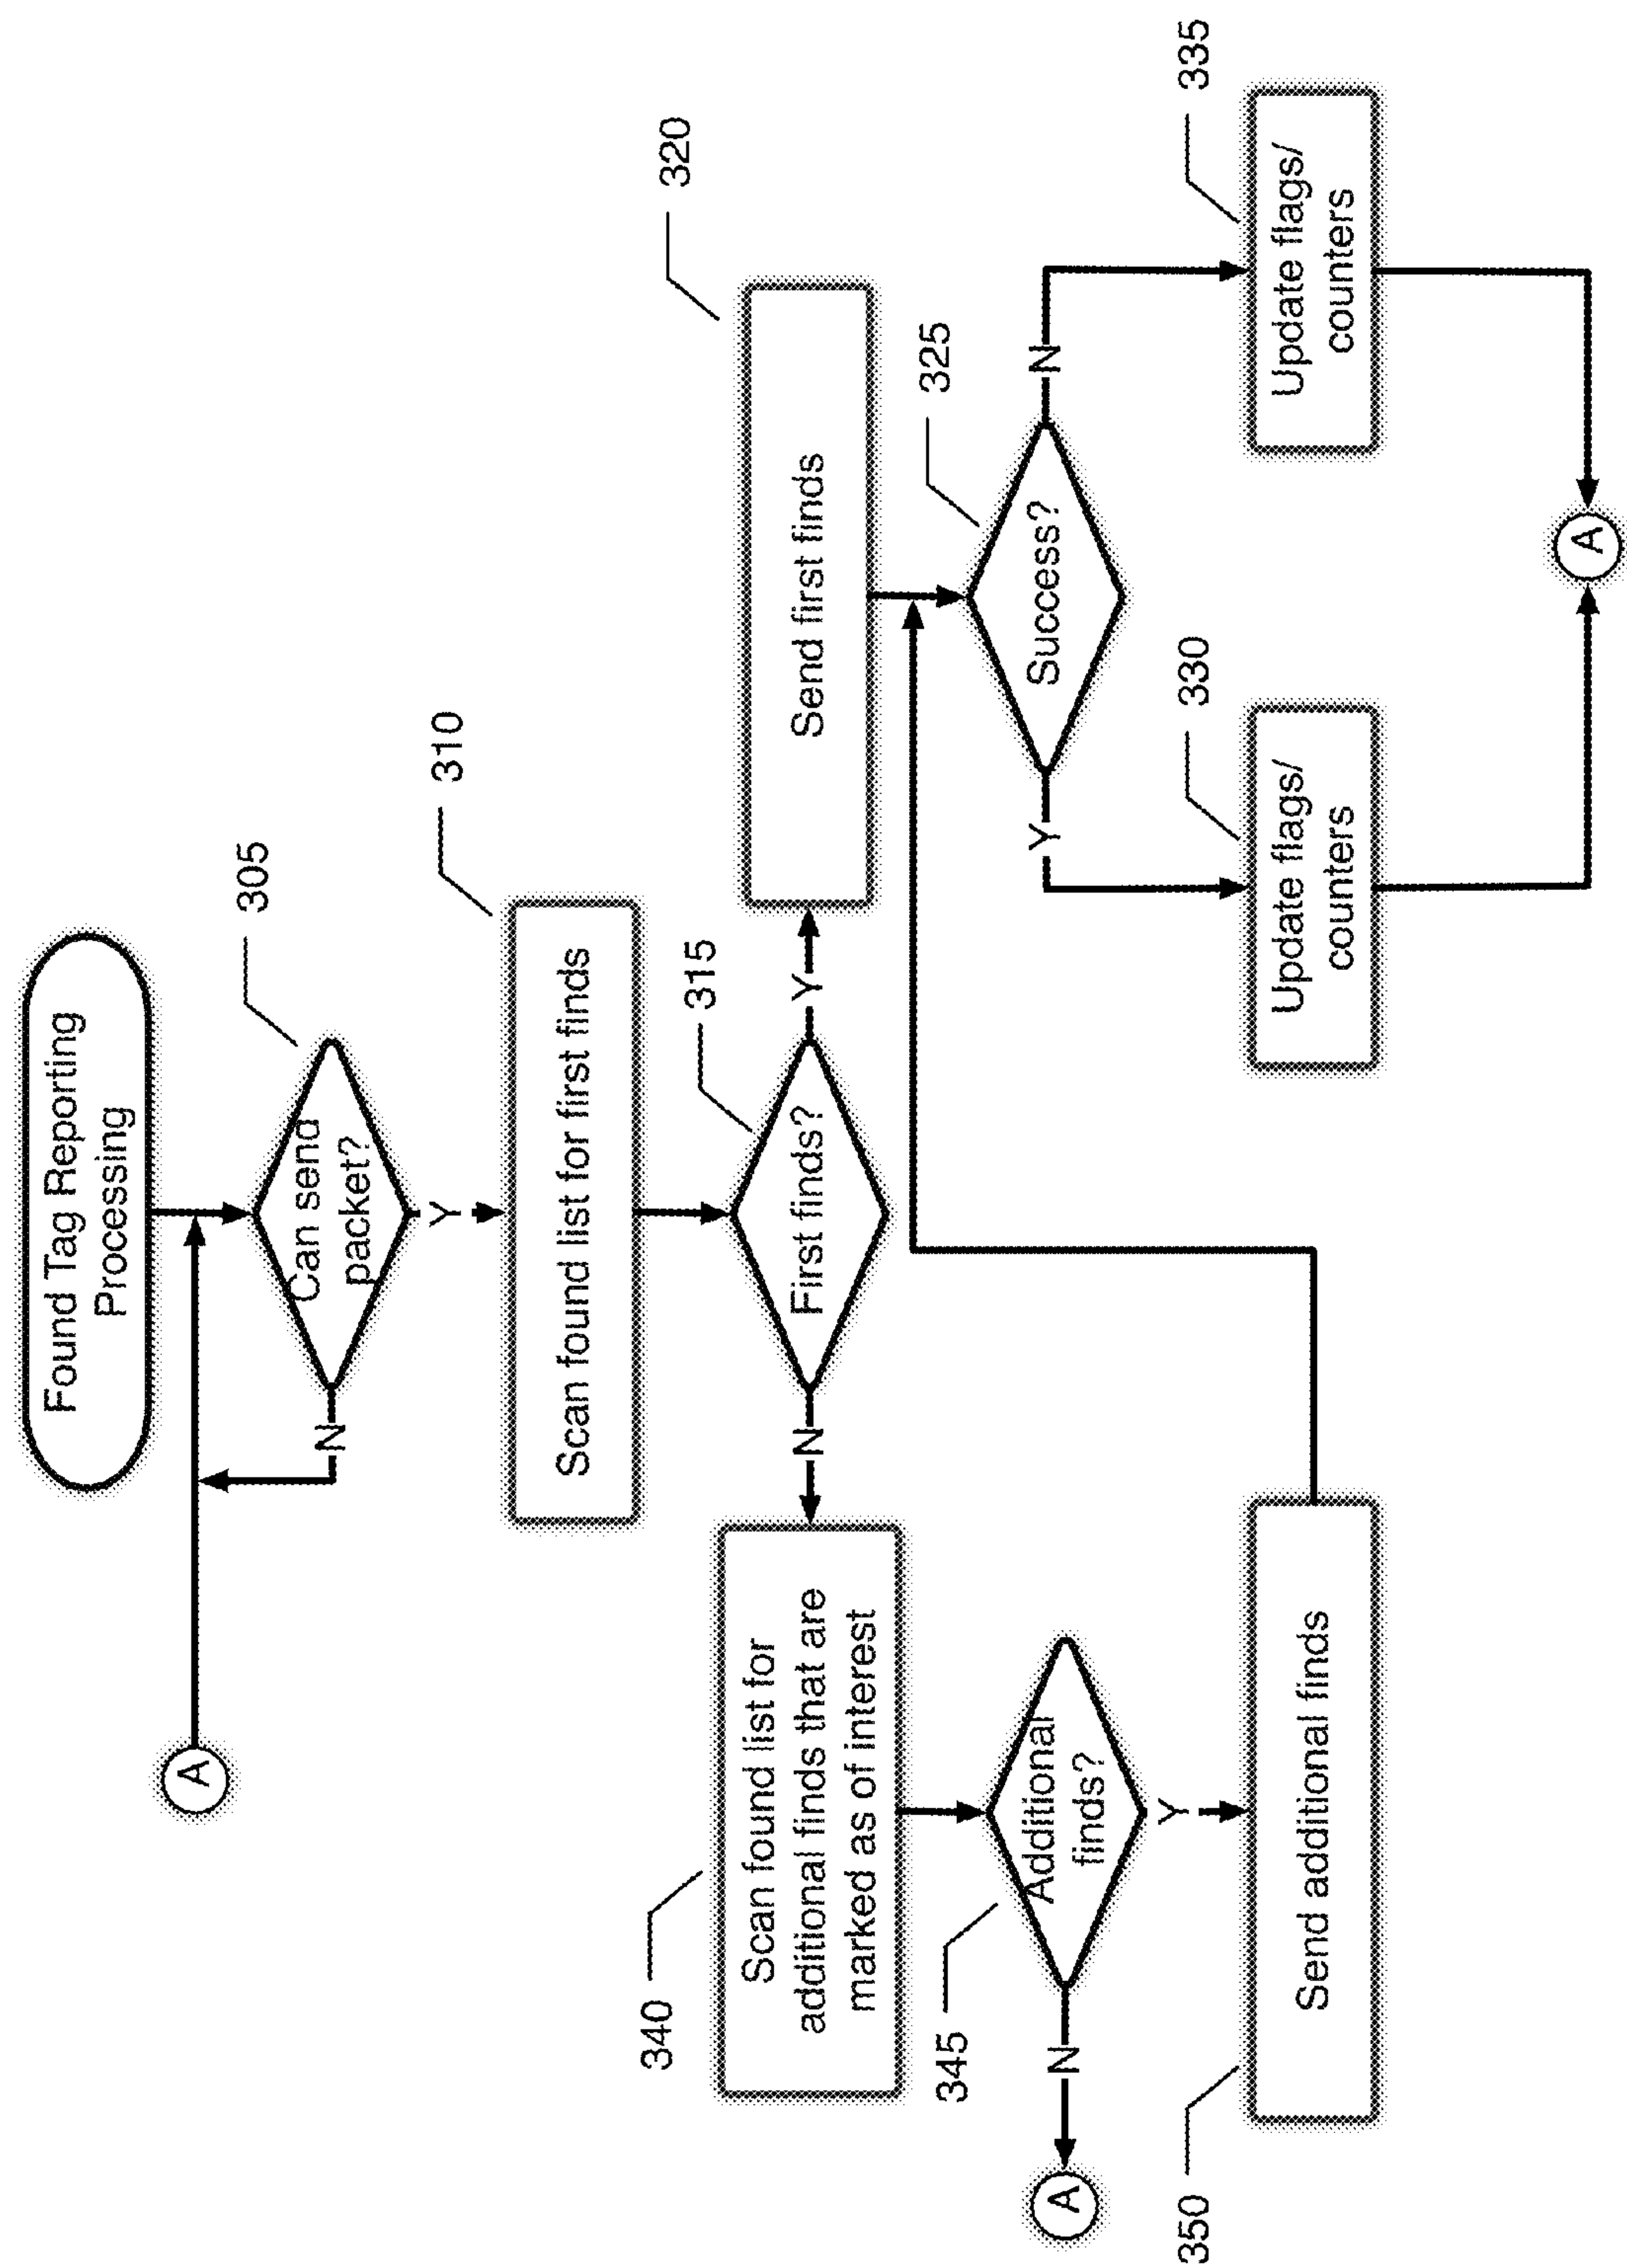 Found Tag Reporting
Processing
A
305
Can send
packet?
N
Y
310
Scan found list for first finds
315
First finds?
N
Y
320
Send first finds
325
Success?
Y
N
330
Update flags/
counters
335
Update flags/
counters
A
340
Scan found list for
additional finds that are
marked as of interest
345
Additional
finds?
N
A
Y
350
Send additional finds